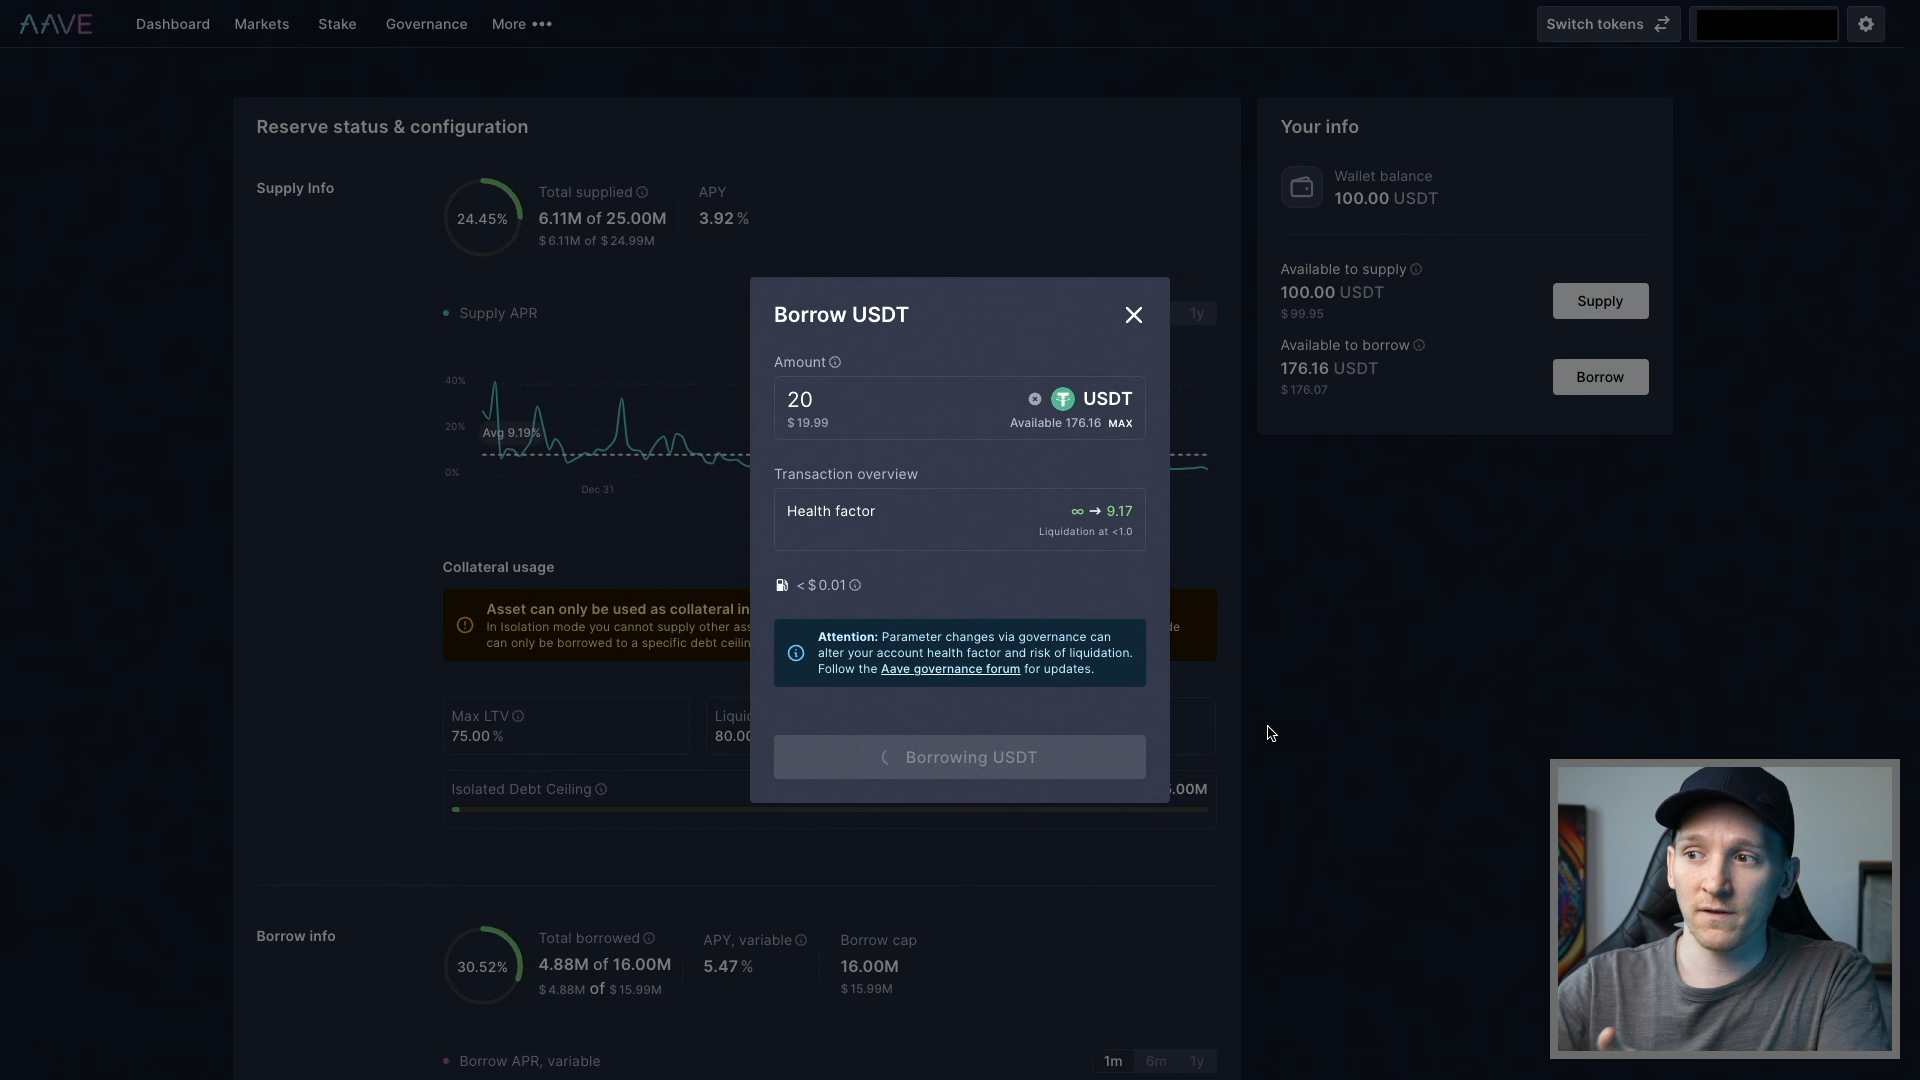 AAVE
Dashboard
Markets
Stake
Governance
More
Switch tokens
Reserve status & configuration
Supply Info
24.45%
Total supplied
6.11M of 25.00M
$6.11M of $24.99M
APY
3.92 %
Supply APR
1y
40%
20%
0%
Avg 9.19%
Dec 31
Collateral usage
Asset can only be used as collateral in
In Isolation mode you cannot supply other ass
de
can only be borrowed to a specific debt ceilin
Max LTV
75.00 %
Liquid
80.00
Isolated Debt Ceiling
.00M
Borrow info
30.52%
Total borrowed
4.88M of 16.00M
$4.88M of $15.99M
APY, variable
5.47 %
Borrow cap
16.00M
$15.99M
Borrow APR, variable
1m
6m
1y
Your info
Wallet balance
100.00 USDT
Available to supply
100.00 USDT
$99.95
Supply
Available to borrow
176.16 USDT
$176.07
Borrow
Borrow USDT
Amount
20
USDT
$19.99
Available 176.16 MAX
Transaction overview
Health factor
∞ → 9.17
Liquidation at <1.0
< $0.01
Attention: Parameter changes via governance can
alter your account health factor and risk of liquidation.
Follow the Aave governance forum for updates.
Borrowing USDT